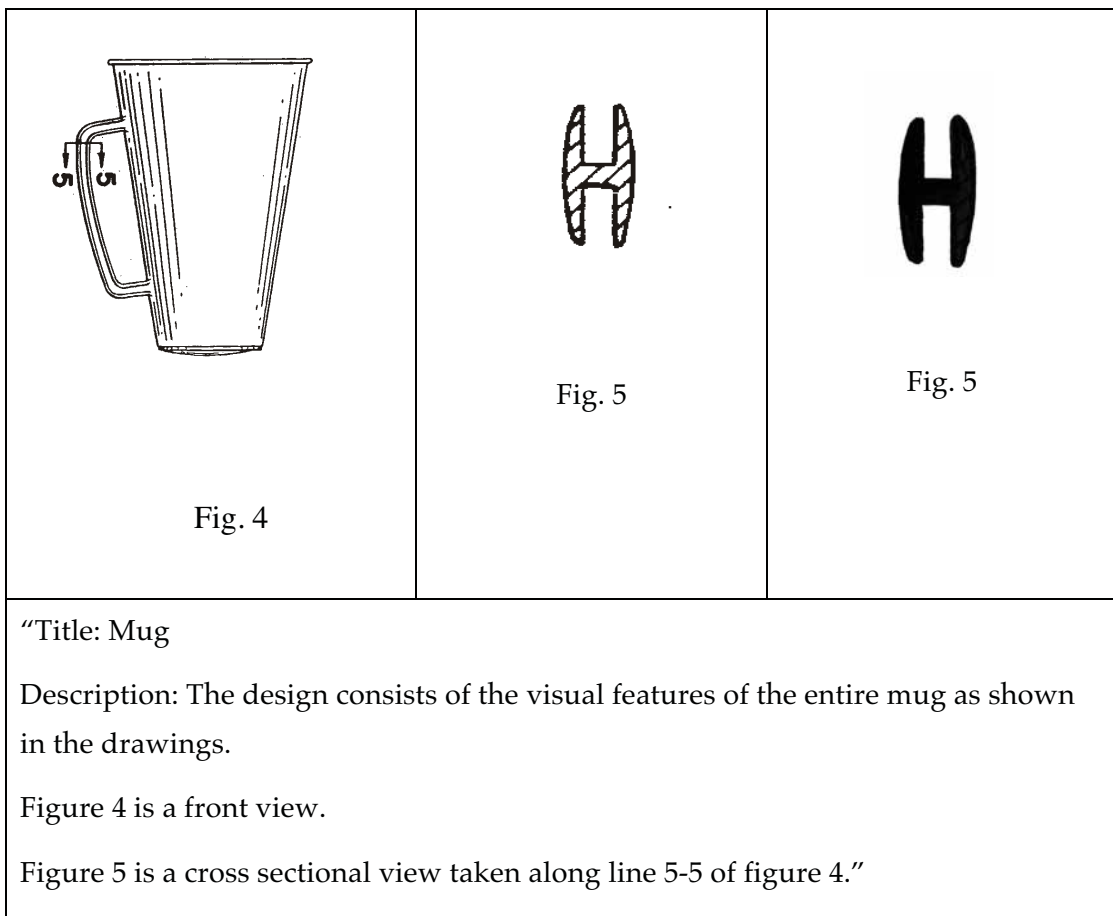 5 5
Fig. 4
Fig. 5
Fig. 5
“Title: Mug
Description: The design consists of the visual features of the entire mug as shown
in the drawings.
Figure 4 is a front view.
Figure 5 is a cross sectional view taken along line 5-5 of figure 4.”